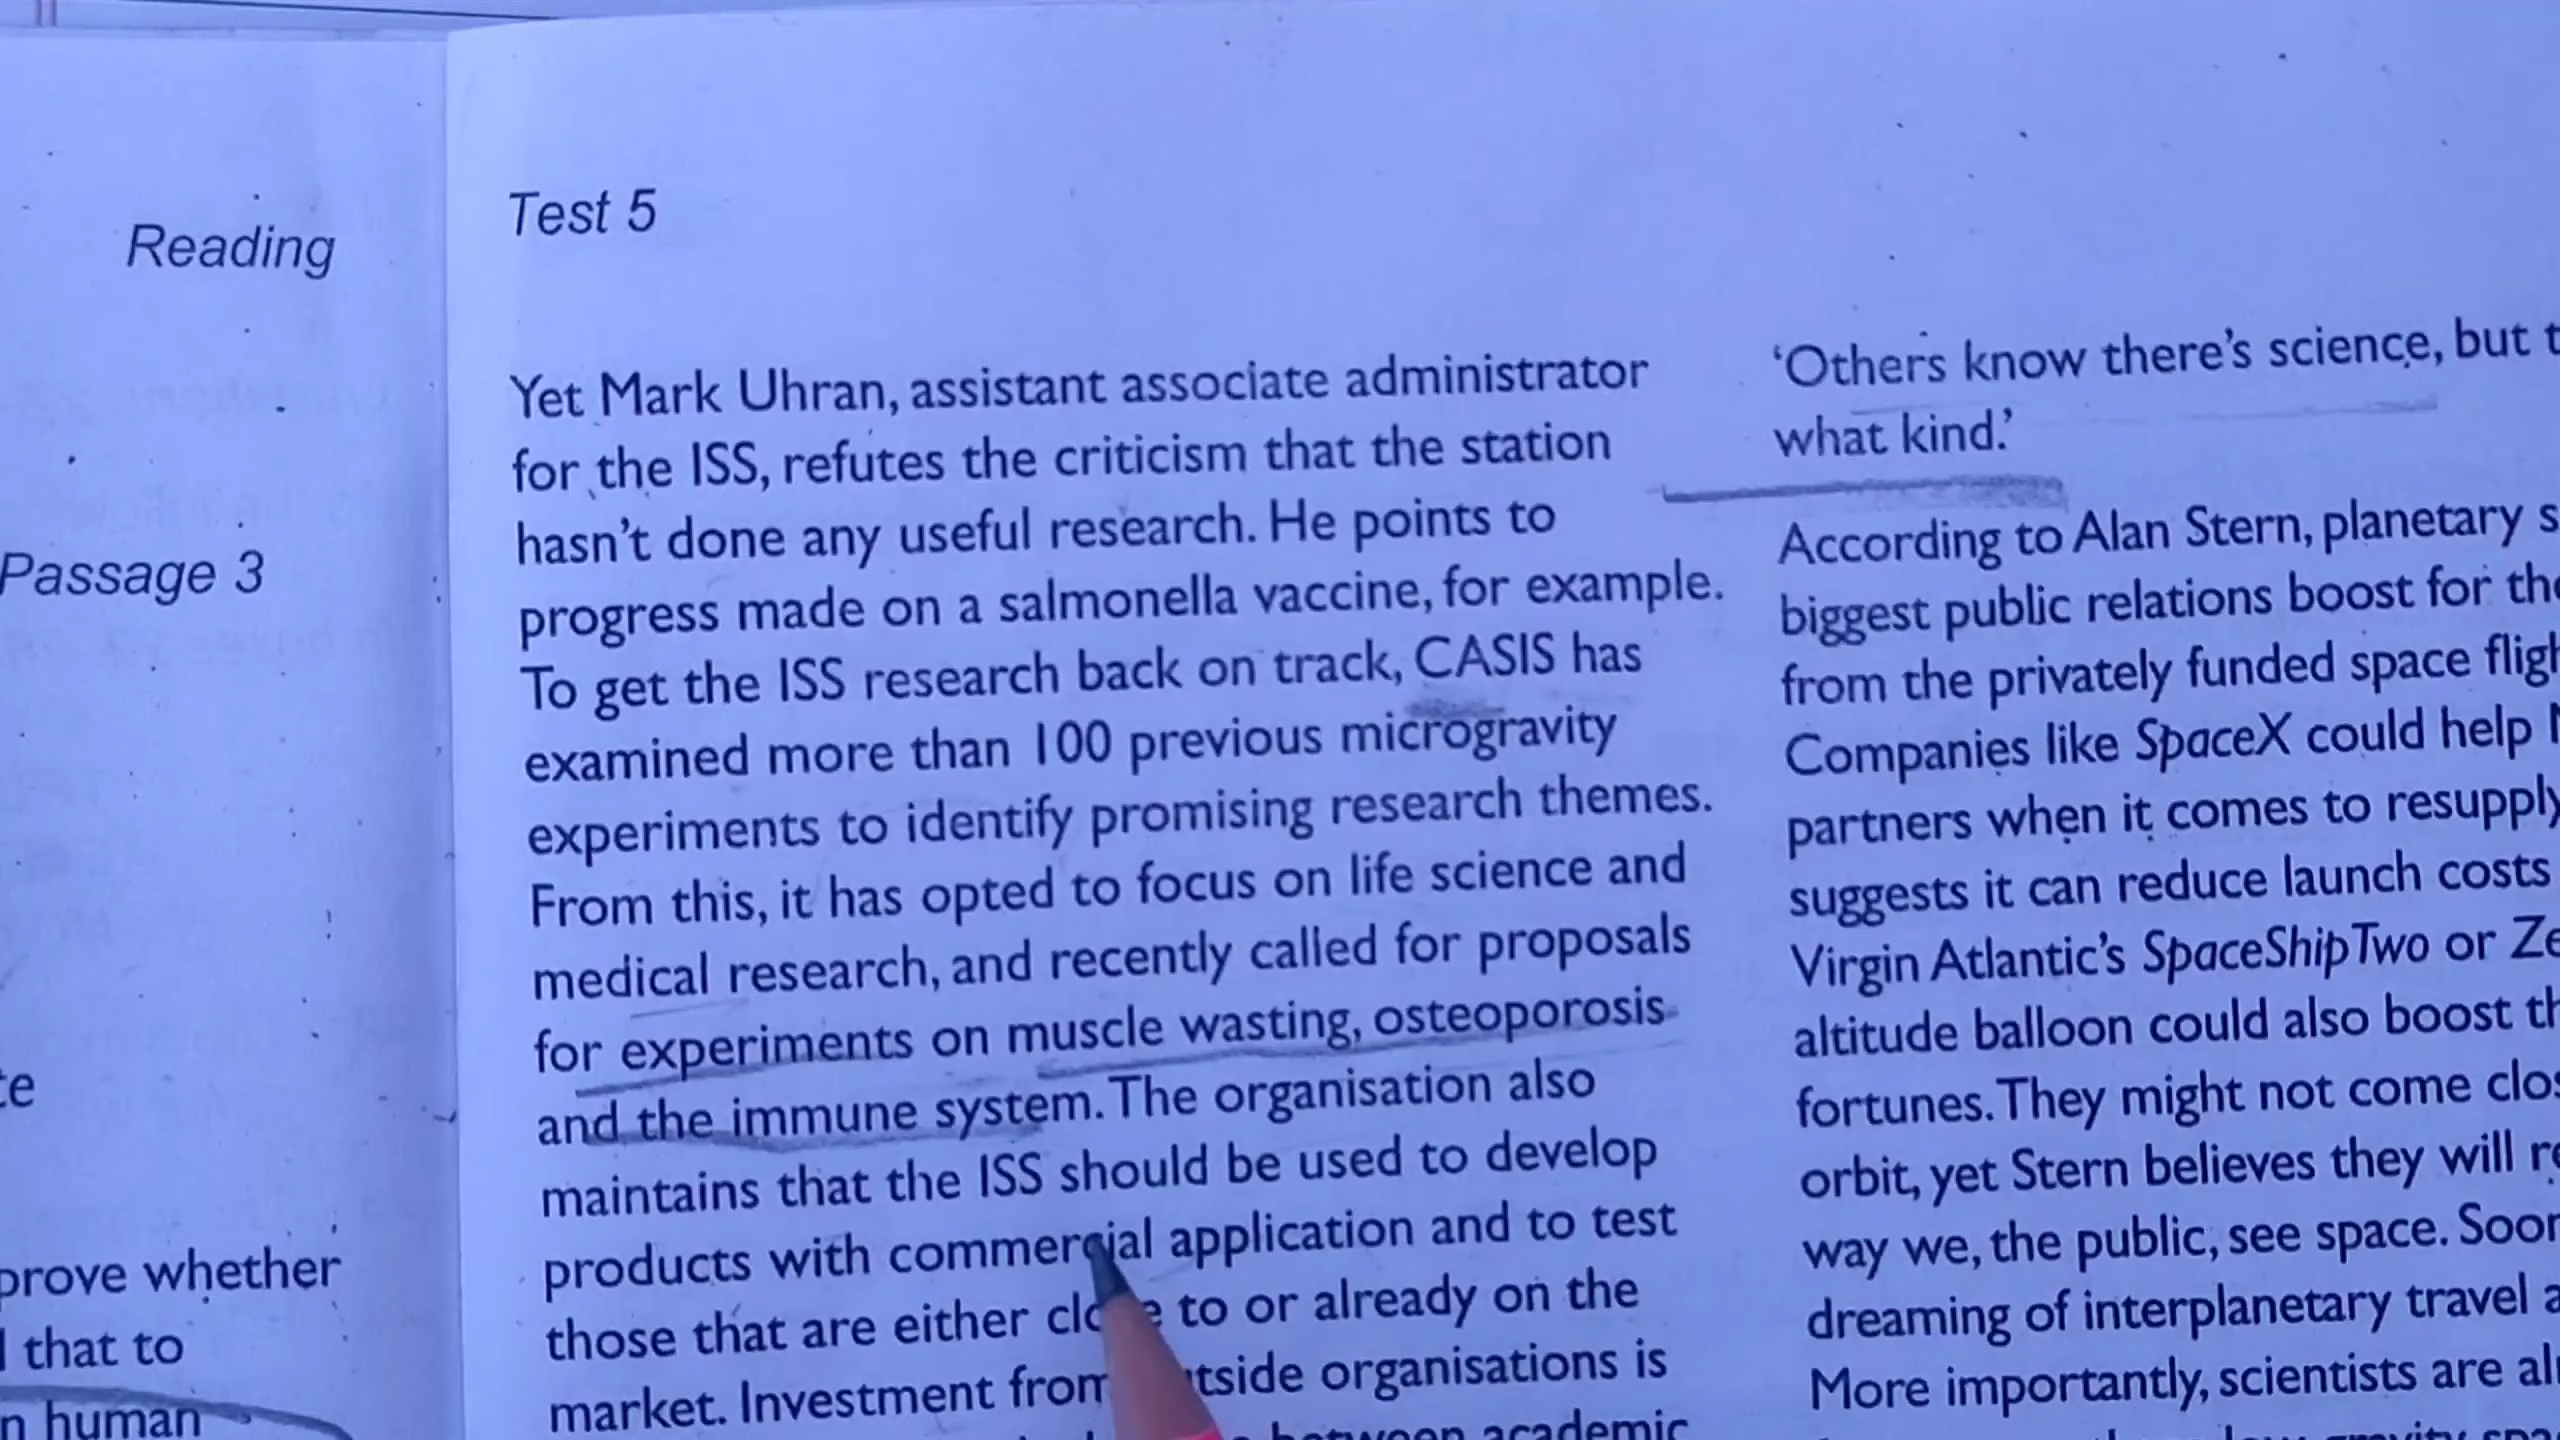 Reading
Passage 3
prove whether
that to
human
Test 5
Yet Mark Uhran, assistant associate administrator
for the ISS, refutes the criticism that the station
hasn't done any useful research. He points to
progress made on a salmonella vaccine, for example.
To get the ISS research back on track, CASIS has
examined more than 100 previous microgravity
experiments to identify promising research themes.
From this, it has opted to focus on life science and
medical research, and recently called for proposals
for experiments on muscle wasting, osteoporosis
and the immune system. The organisation also
maintains that the ISS should be used to develop
products with commercial application and to test
those that are either to or already on the
market. Investment organisations is
between academic
‘Others know there's science, but
what kind.’
According to Alan Stern, planetary
biggest public relations boost for
from the privately funded space
Companies like SpaceX could help
partners when it comes to
suggests it can reduce launch costs
Virgin Atlantic's SpaceShipTwo or
altitude balloon could also boost
fortunes. They might not come
orbit, yet Stern believes they will
way we, the public, see space.
dreaming of interplanetary travel
More importantly, scientists are